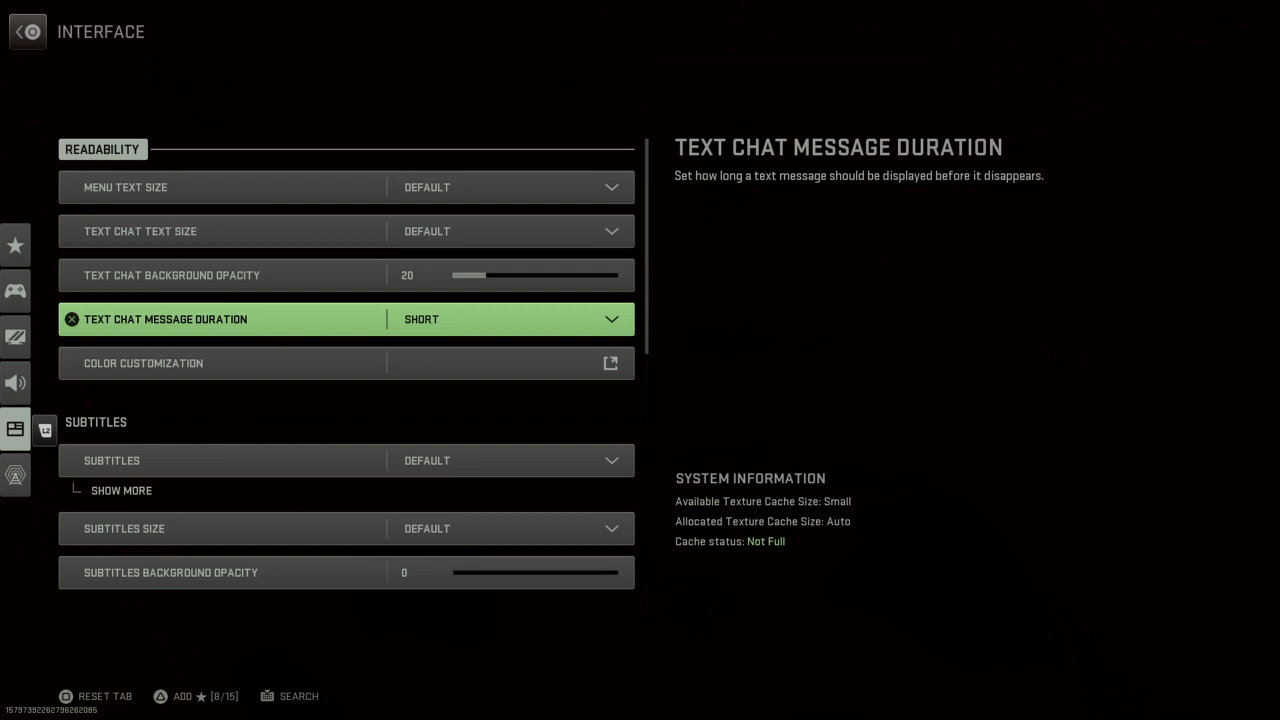 INTERFACE
READABILITY
MENU TEXT SIZE DEFAULT
TEXT CHAT TEXT SIZE DEFAULT
TEXT CHAT BACKGROUND OPACITY 20
TEXT CHAT MESSAGE DURATION SHORT
COLOR CUSTOMIZATION
L2
SUBTITLES
SUBTITLES DEFAULT
SHOW MORE
SUBTITLES SIZE DEFAULT
SUBTITLES BACKGROUND OPACITY 0
TEXT CHAT MESSAGE DURATION
Set how long a text message should be displayed before it disappears.
SYSTEM INFORMATION
Available Texture Cache Size: Small
Allocated Texture Cache Size: Auto
Cache status: Not Full
RESET TAB ADD ★ [8/15] SEARCH
15797392262796262085